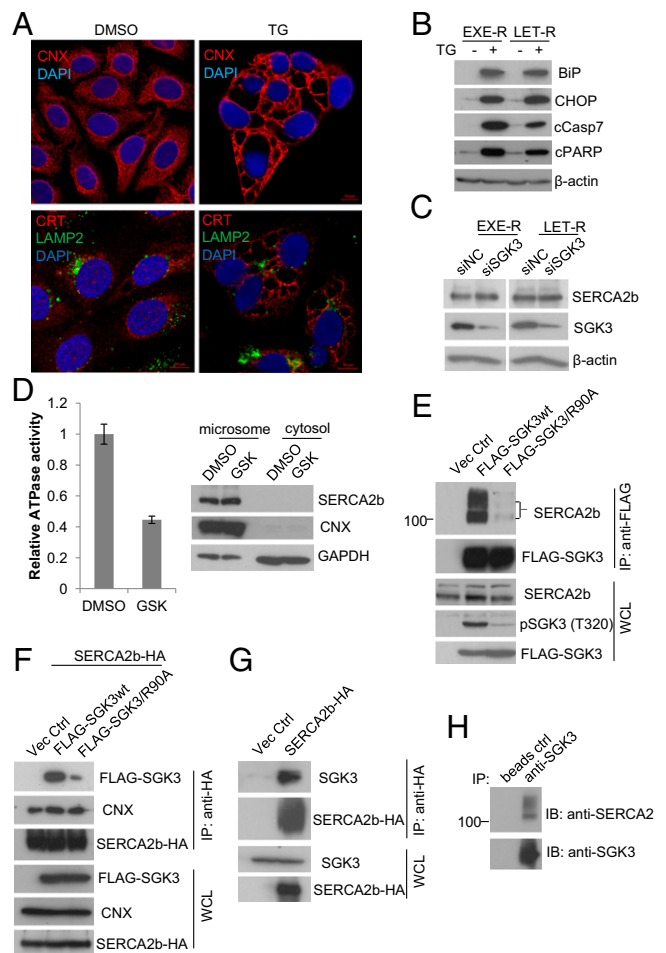 A
DMSO
TG
CNX
DAPI
CNX
DAPI
CRT
LAMP2
DAPI
CRT
LAMP2
DAPI
B
EXE-R LET-R
TG - + - +
BiP
CHOP
cCasp7
cPARP
β-actin
C
EXE-R
LET-R
siNC
siSGK3
siNC
siSGK3
SERCA2b
SGK3
β-actin
D
Relative ATPase activity
1.2
1
0.8
0.6
0.4
0.2
0
DMSO GSK
microsome cytosol
DMSO
GSK
DMSO
GSK
SERCA2b
CNX
GAPDH
E
Vec Ctrl
FLAG-SGK3wt
FLAG-SGK3/R90A
100
SERCA2b
FLAG-SGK3
IP: anti-FLAG
SERCA2b
pSGK3 (T320)
FLAG-SGK3
WCL
F
SERCA2b-HA
Vec Ctrl
FLAG-SGK3wt
FLAG-SGK3/R90A
FLAG-SGK3
CNX
SERCA2b-HA
IP: anti-HA
FLAG-SGK3
CNX
SERCA2b-HA
WCL
G
Vec Ctrl
SERCA2b-HA
SGK3
SERCA2b-HA
IP: anti-HA
SGK3
SERCA2b-HA
WCL
H
IP:
beads ctrl
anti-SGK3
100
IB: anti-SERCA2
IB: anti-SGK3